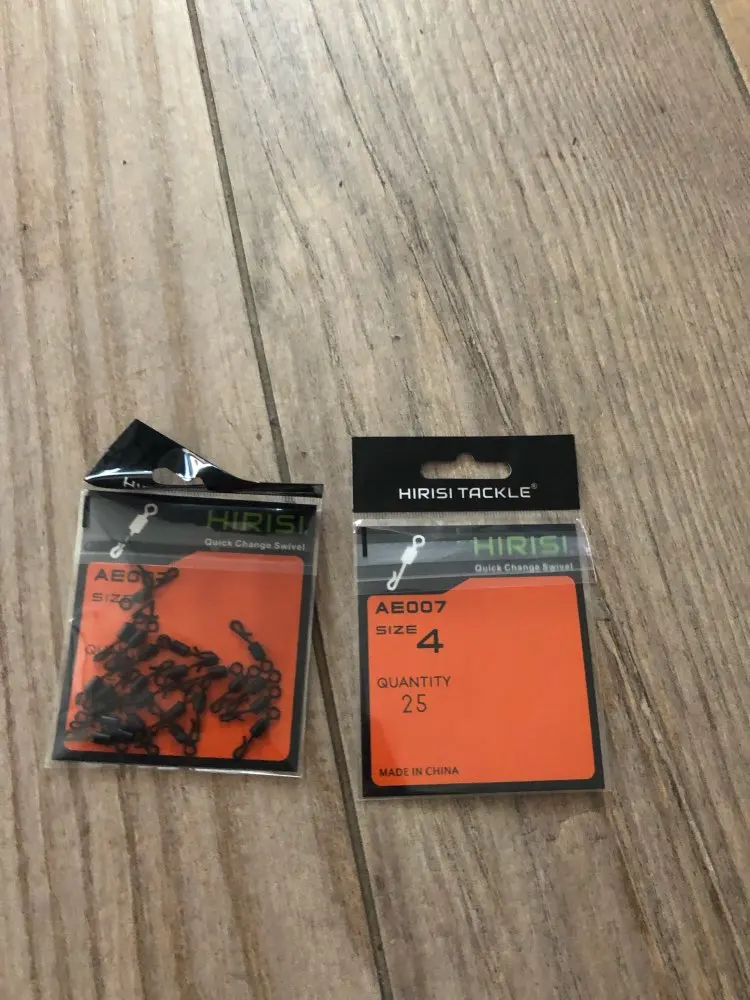 HIRISI
Quick Change Swivel
SIZE
HIRISI TACKLE®
HIRISI
Quick Change Swivel
AE007
SIZE 4
QUANTITY
25
MADE IN CHINA